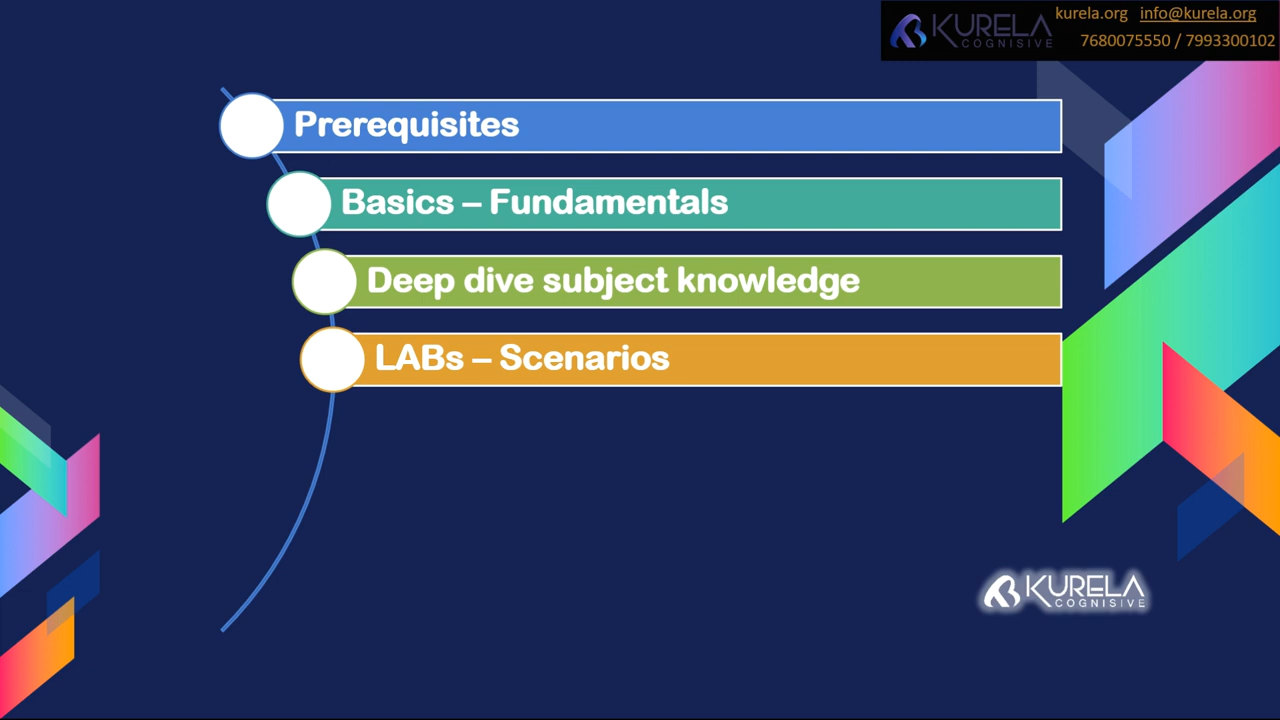 kurela.org info@kurela.org
KURELA
COGNISIVE
7680075550 / 7993300102
Prerequisites
Basics – Fundamentals
Deep dive subject knowledge
LABs – Scenarios
KURELA
COGNISIVE